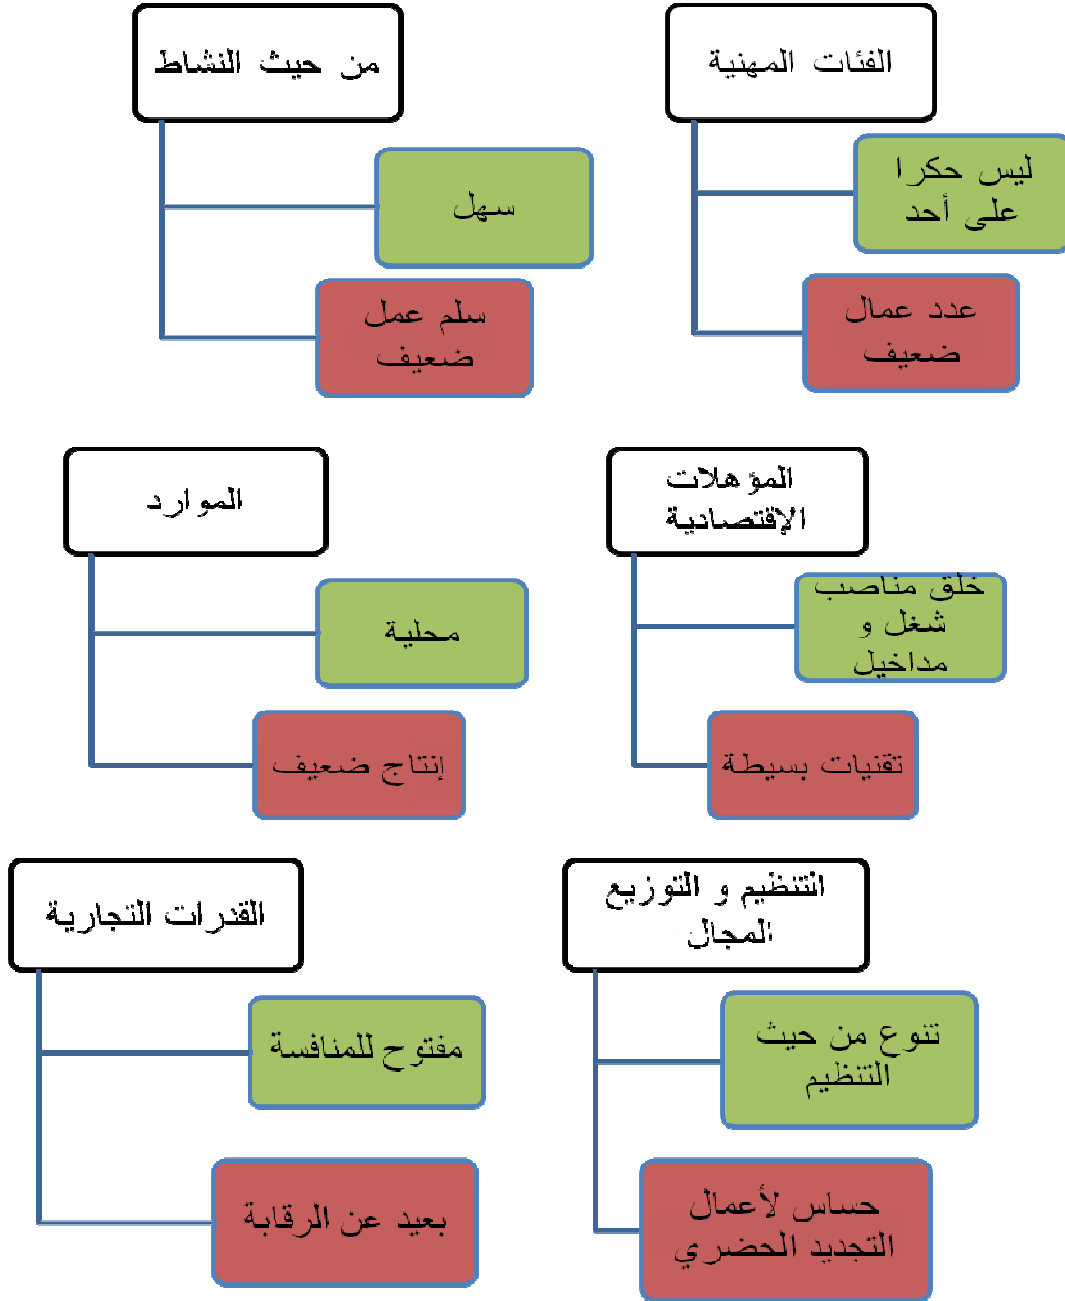 الفئات المهنية
ليس حكرا
على أحد
عدد عمال
ضعيف
من حيث النشاط
سهل
سلم عمل
ضعيف
المؤهلات
الإقتصادية
خلق مناصب
شغل و
مداخيل
تقنيات بسيطة
الموارد
محلية
إنتاج ضعيف
التنظيم و التوزيع
المجال
تنوع من حيث
التنظيم
حساس لأعمال
التجديد الحضري
القدرات التجارية
مفتوح للمنافسة
بعيد عن الرقابة